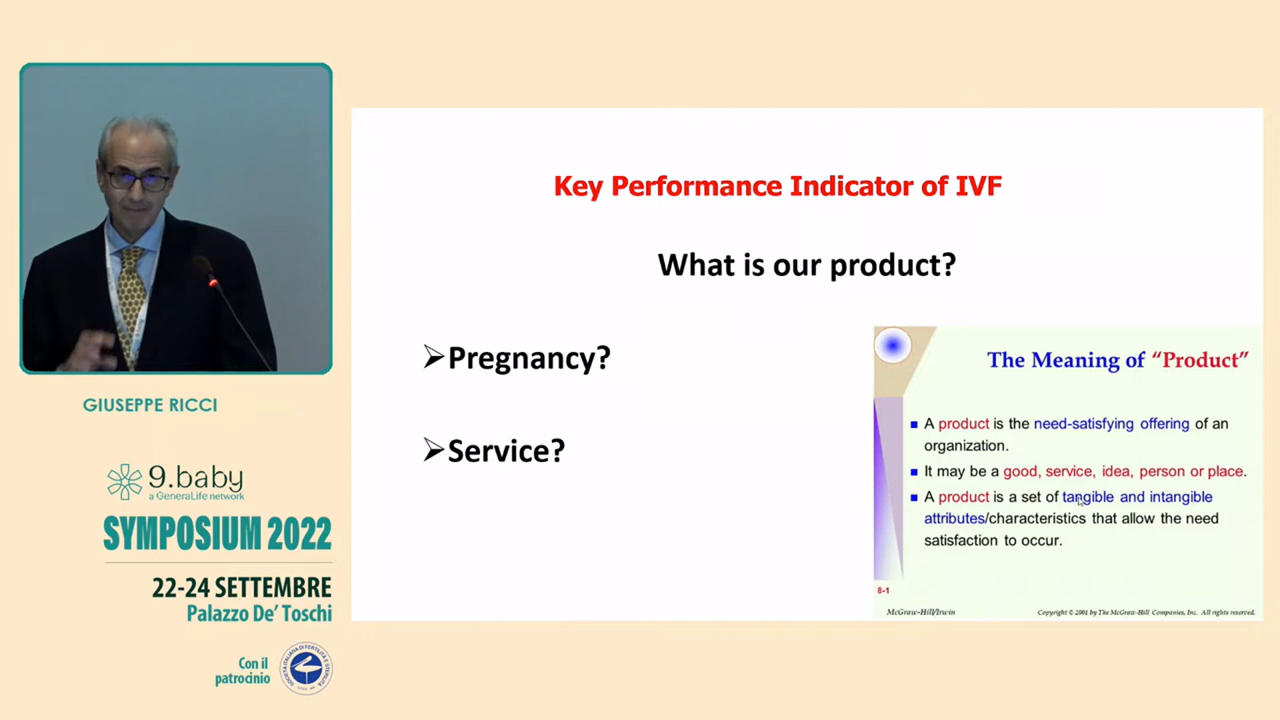 GIUSEPPE RICCI
9.baby
a GeneraLife network
SYMPOSIUM 2022
22-24 SETTEMBRE
Palazzo De' Toschi
Con il
patrocinio
Key Performance Indicator of IVF
What is our product?
➢Pregnancy?
➢Service?
The Meaning of “Product”
■ A product is the need-satisfying offering of an
organization.
■ It may be a good, service, idea, person or place.
■ A product is a set of tangible and intangible
attributes/characteristics that allow the need
satisfaction to occur.
8-1
McGraw-Hill/Irwin
Copyright © 2001 by The McGraw-Hill Companies, Inc. All rights reserved.